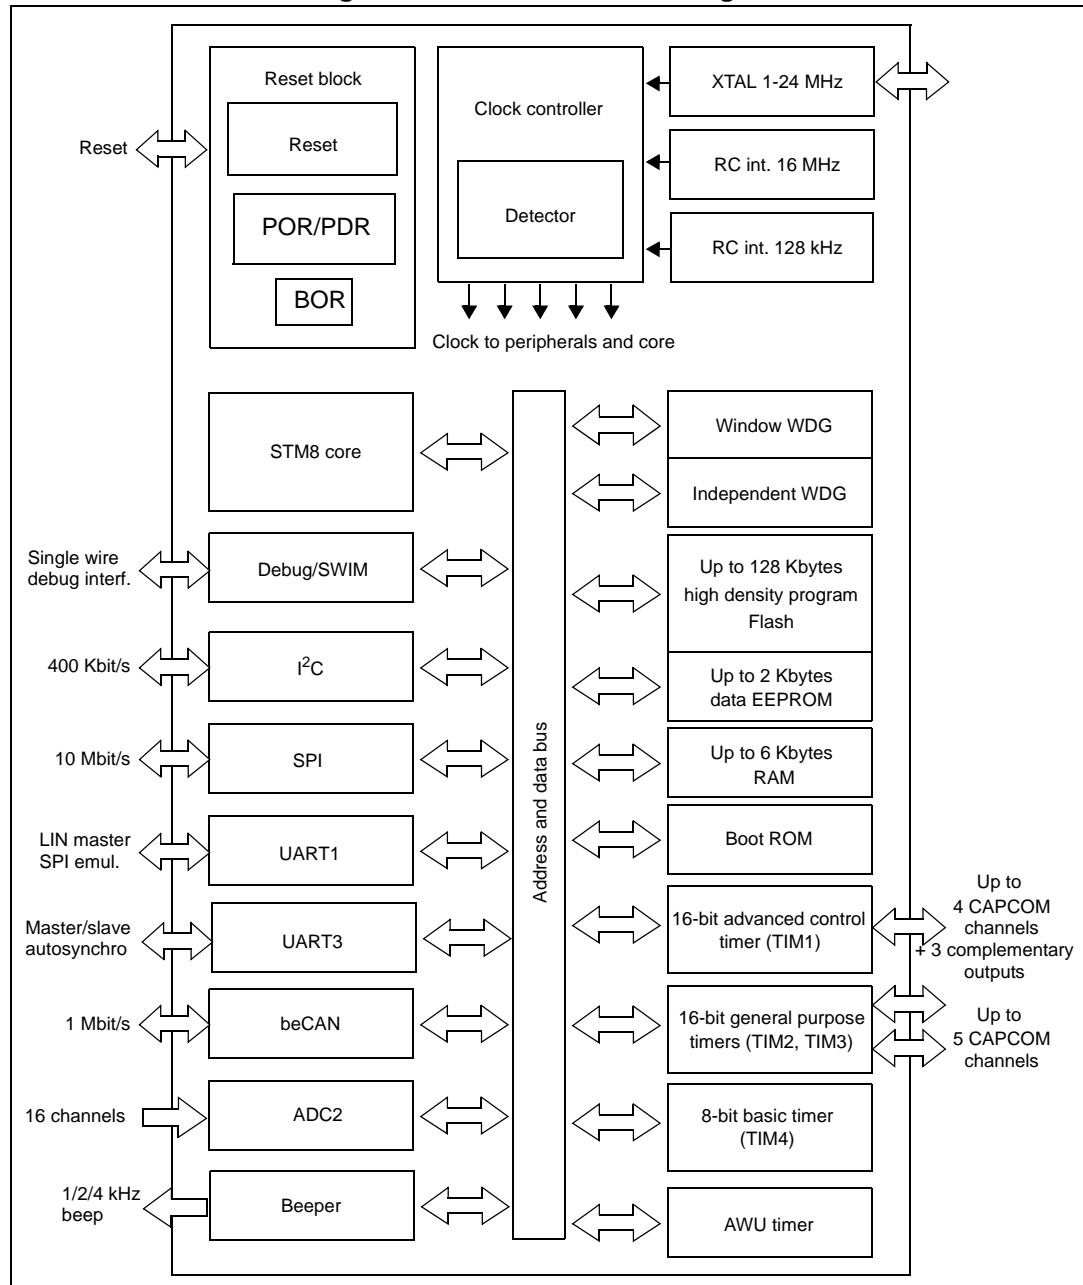 Reset block
Reset
Reset
POR/PDR
BOR
Clock controller
Detector
XTAL 1-24 MHz
RC int. 16 MHz
RC int. 128 kHz
Clock to peripherals and core
STM8 core
Single wire
debug interf.
Debug/SWIM
400 Kbit/s
I²C
10 Mbit/s
SPI
LIN master
SPI emul.
UART1
Master/slave
autosynchro
UART3
1 Mbit/s
beCAN
16 channels
ADC2
1/2/4 kHz
beep
Beeper
Address and data bus
Window WDG
Independent WDG
Up to 128 Kbytes
high density program
Flash
Up to 2 Kbytes
data EEPROM
Up to 6 Kbytes
RAM
Boot ROM
16-bit advanced control
timer (TIM1)
Up to
4 CAPCOM
channels
+ 3 complementary
outputs
16-bit general purpose
timers (TIM2, TIM3)
Up to
5 CAPCOM
channels
8-bit basic timer
(TIM4)
AWU timer